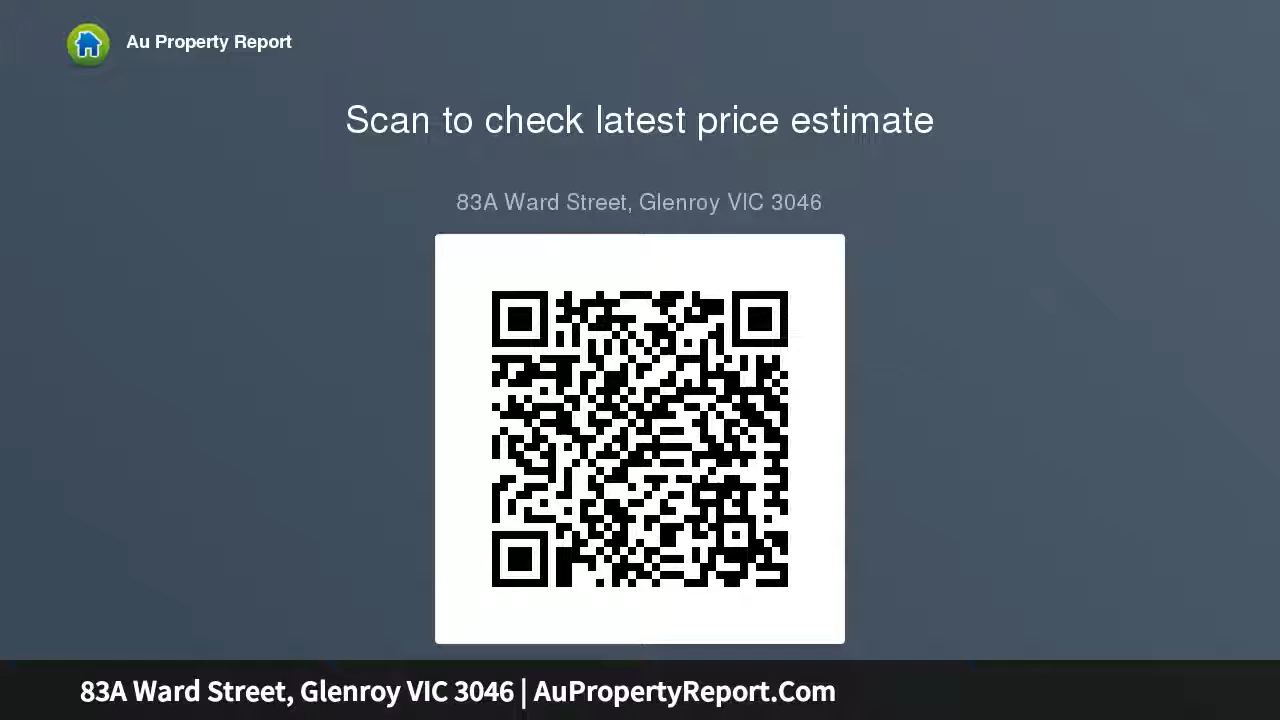 Au Property Report
Scan to check latest price estimate
83A Ward Street, Glenroy VIC 3046
83A Ward Street, Glenroy VIC 3046 | AuPropertyReport.Com